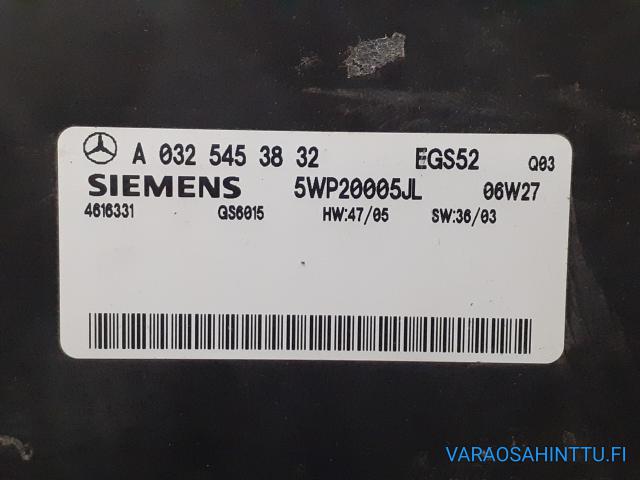 A 032 545 38 32 EGS52 Q03
SIEMENS 5WP20005JL 06W27
4616331 QS6015 HW:47/05 SW:36/03
VARAOSAHINTTU.FI